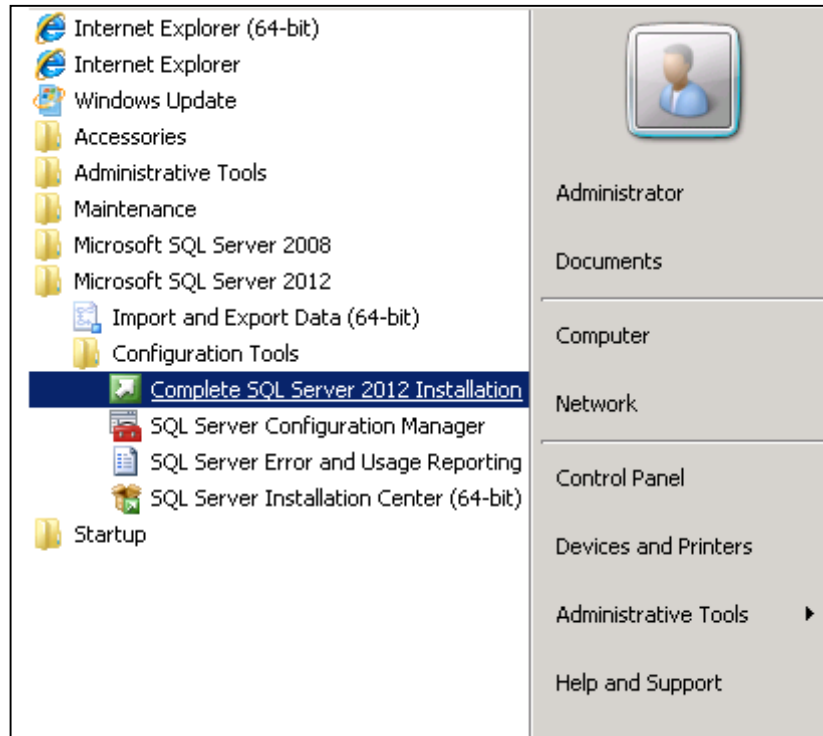 Internet Explorer (64-bit)
Internet Explorer
Windows Update
Accessories
Administrative Tools
Maintenance
Microsoft SQL Server 2008
Microsoft SQL Server 2012
Import and Export Data (64-bit)
Configuration Tools
Complete SQL Server 2012 Installation
SQL Server Configuration Manager
SQL Server Error and Usage Reporting
SQL Server Installation Center (64-bit)
Startup
Administrator
Documents
Computer
Network
Control Panel
Devices and Printers
Administrative Tools
Help and Support